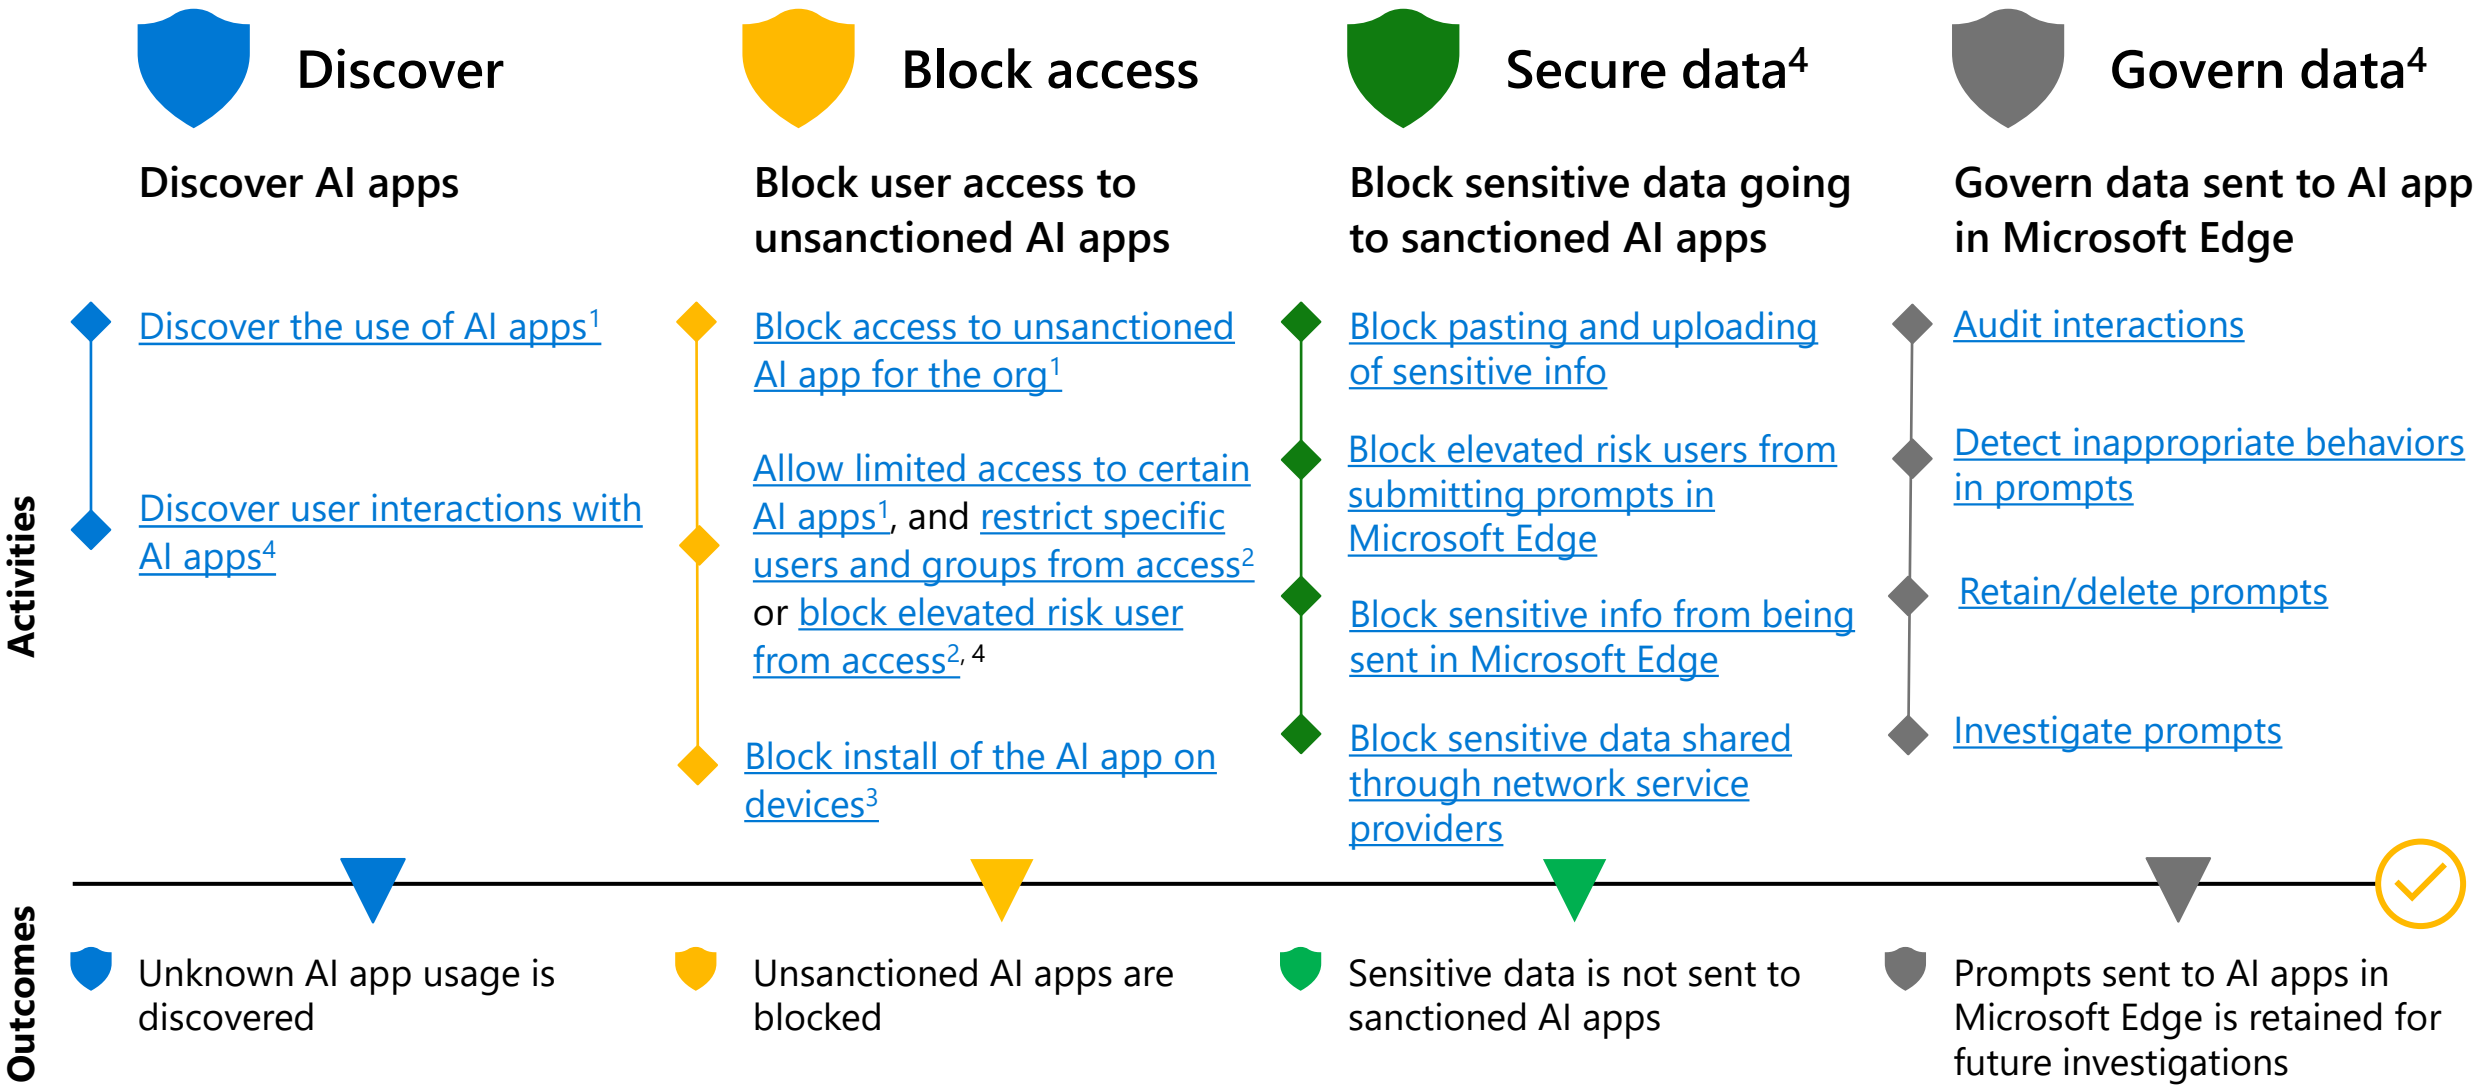 Discover
Block access
Secure data⁴
Govern data⁴
Discover AI apps
Block user access to
unsanctioned AI apps
Block sensitive data going
to sanctioned AI apps
Govern data sent to AI app
in Microsoft Edge
Activities
Discover the use of AI apps¹
Discover user interactions with
AI apps⁴
Block access to unsanctioned
AI app for the org¹
Allow limited access to certain
AI apps¹, and restrict specific
users and groups from access²
or block elevated risk user
from access²˒ ⁴
Block install of the AI app on
devices³
Block pasting and uploading
of sensitive info
Block elevated risk users from
submitting prompts in
Microsoft Edge
Block sensitive info from being
sent in Microsoft Edge
Block sensitive data shared
through network service
providers
Audit interactions
Detect inappropriate behaviors
in prompts
Retain/delete prompts
Investigate prompts
Outcomes
Unknown AI app usage is
discovered
Unsanctioned AI apps are
blocked
Sensitive data is not sent to
sanctioned AI apps
Prompts sent to AI apps in
Microsoft Edge is retained for
future investigations